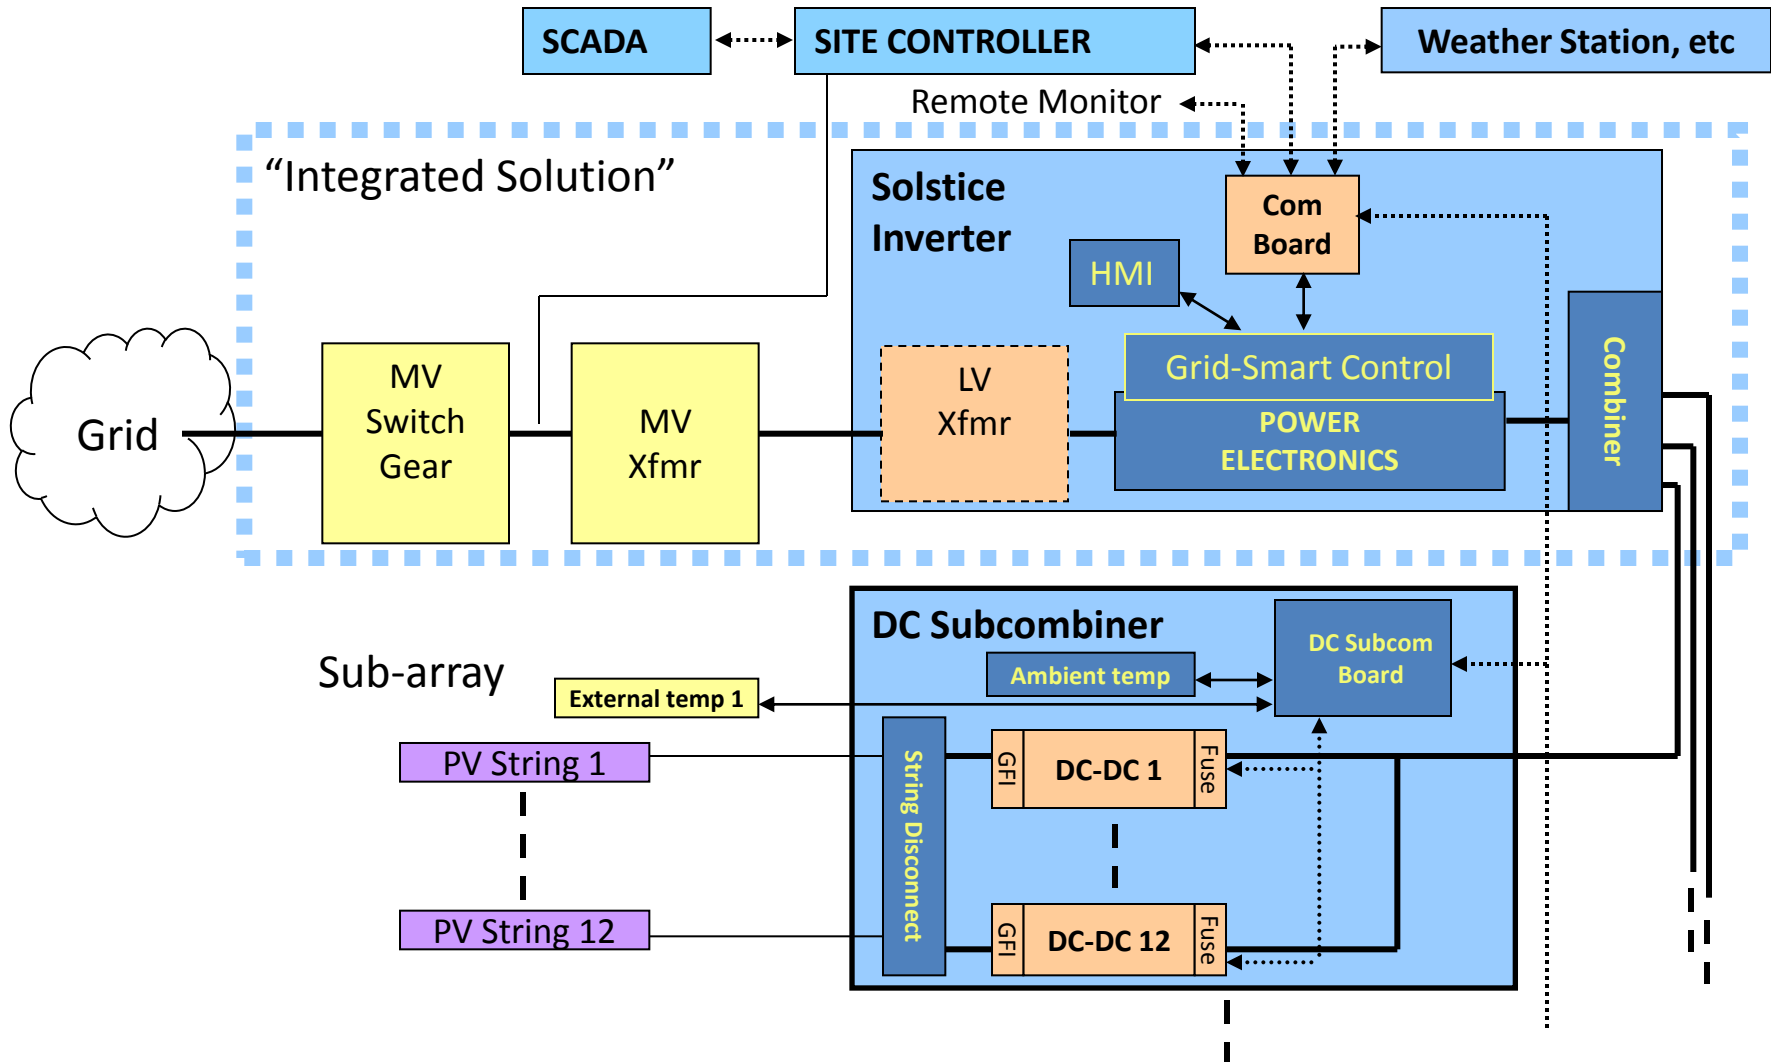 SCADA
SITE CONTROLLER
Weather Station, etc
Remote Monitor
“Integrated Solution”
Solstice
Inverter
Com
Board
HMI
Grid-Smart Control
POWER
ELECTRONICS
Combiner
LV
Xfmr
MV
Xfmr
MV
Switch
Gear
Grid
DC Subcombiner
DC Subcom
Board
Ambient temp
Sub-array
External temp 1
PV String 1
String Disconnect
GFI
DC-DC 1
Fuse
PV String 12
GFI
DC-DC 12
Fuse